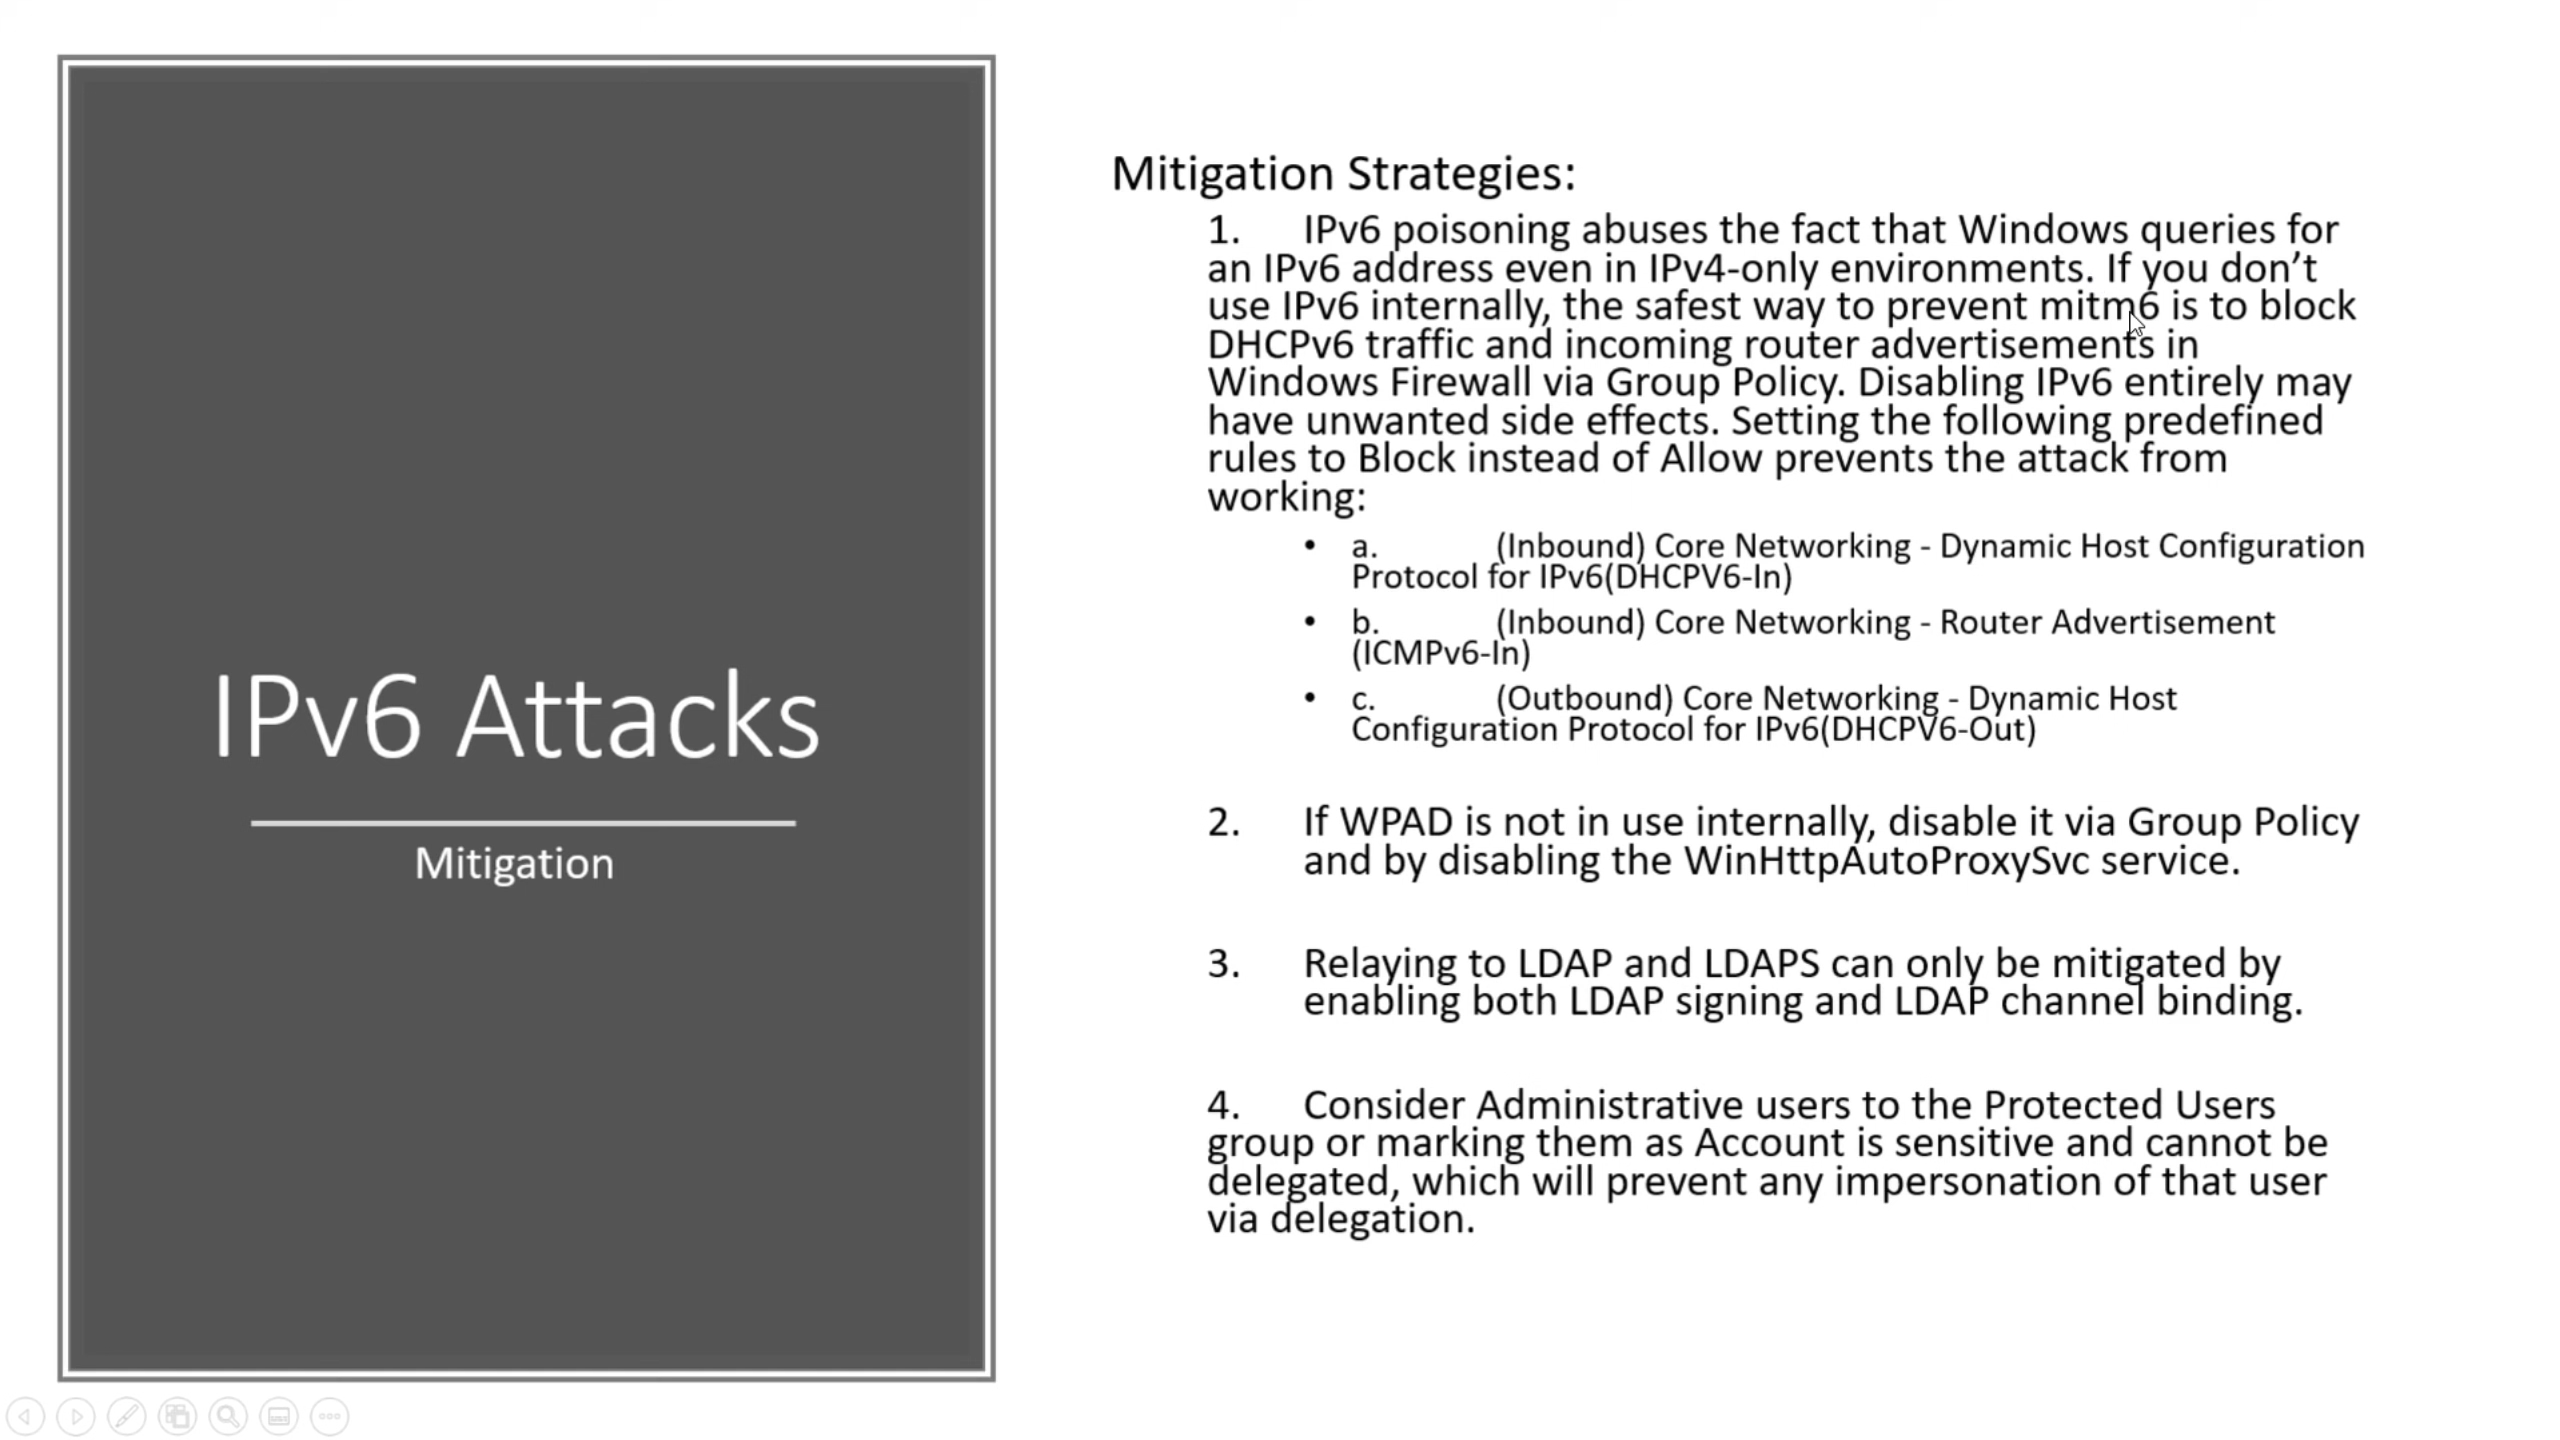 IPv6 Attacks
Mitigation
Mitigation Strategies:
1. IPv6 poisoning abuses the fact that Windows queries for
an IPv6 address even in IPv4-only environments. If you don’t
use IPv6 internally, the safest way to prevent mitm6 is to block
DHCPv6 traffic and incoming router advertisements in
Windows Firewall via Group Policy. Disabling IPv6 entirely may
have unwanted side effects. Setting the following predefined
rules to Block instead of Allow prevents the attack from
working:
• a. (Inbound) Core Networking - Dynamic Host Configuration
Protocol for IPv6(DHCPV6-In)
• b. (Inbound) Core Networking - Router Advertisement
(ICMPv6-In)
• c. (Outbound) Core Networking - Dynamic Host
Configuration Protocol for IPv6(DHCPV6-Out)
2. If WPAD is not in use internally, disable it via Group Policy
and by disabling the WinHttpAutoProxySvc service.
3. Relaying to LDAP and LDAPS can only be mitigated by
enabling both LDAP signing and LDAP channel binding.
4. Consider Administrative users to the Protected Users
group or marking them as Account is sensitive and cannot be
delegated, which will prevent any impersonation of that user
via delegation.